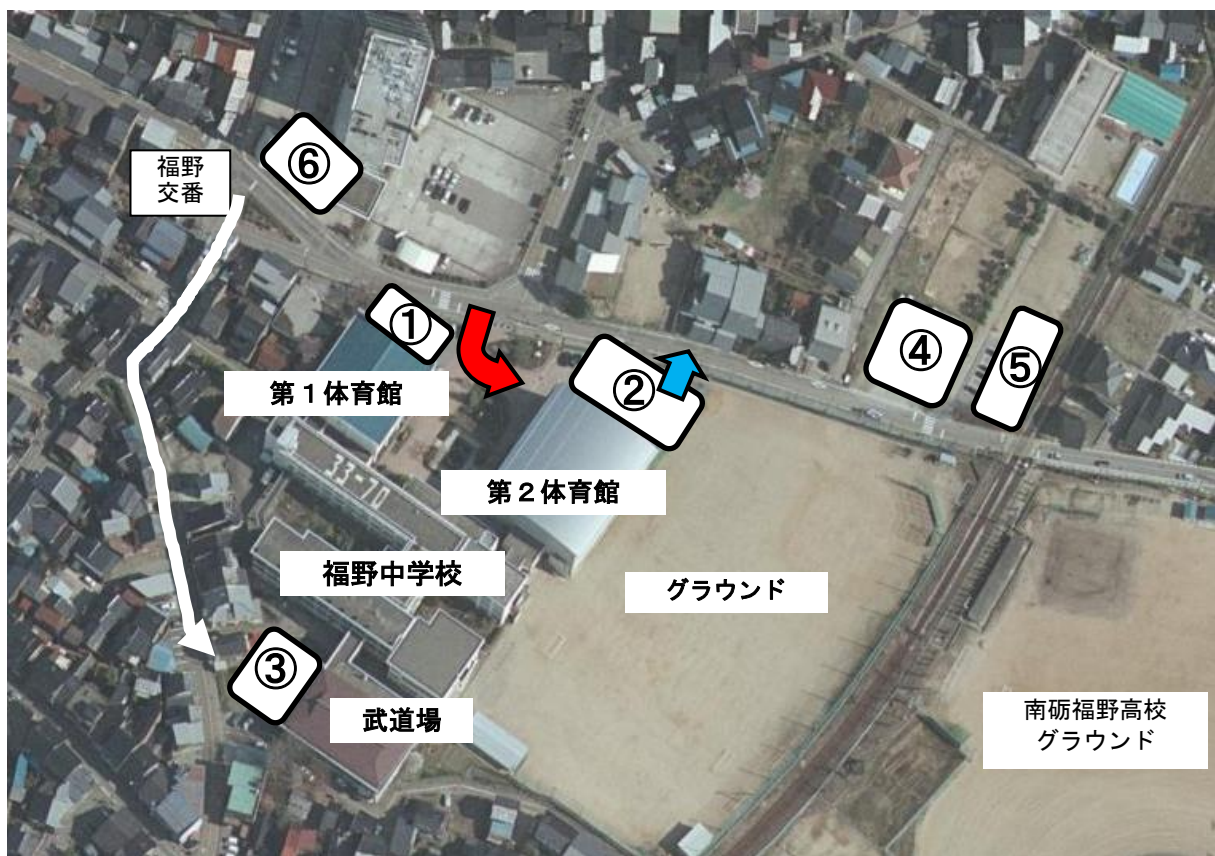 ⑥
福野
交番
①
④
⑤
②
第１体育館
33-70
第２体育館
福野中学校
グラウンド
③
武道場
南砺福野高校
グラウンド